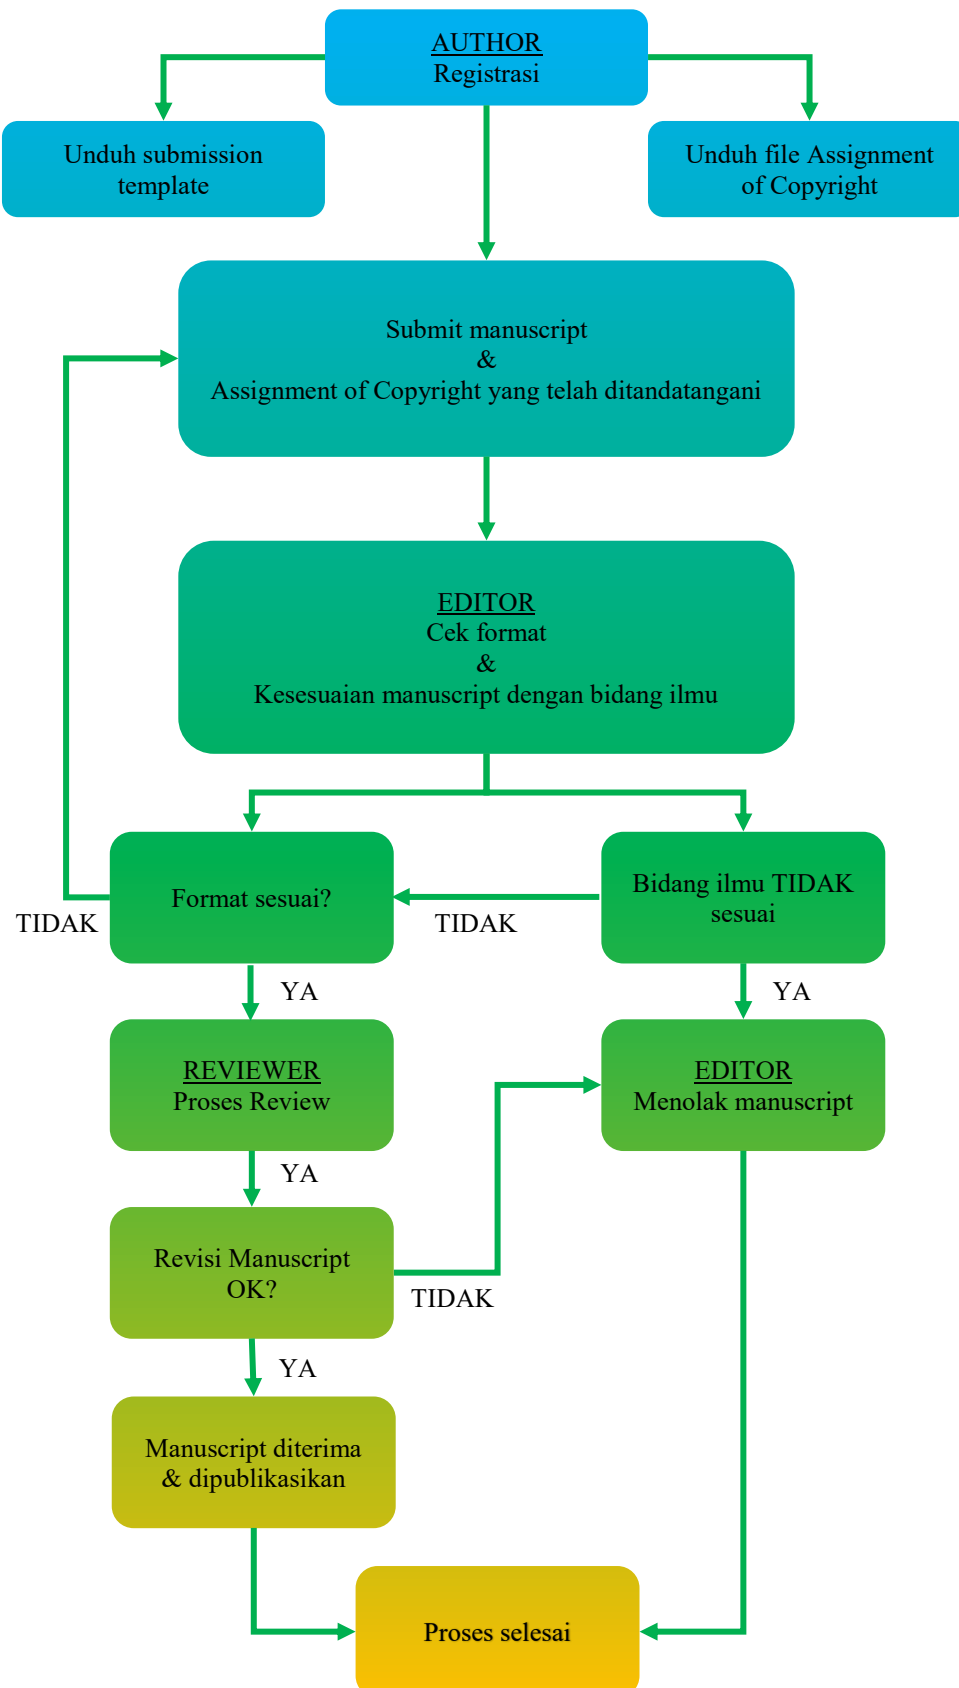 AUTHOR
Registrasi
Unduh submission
template
Unduh file Assignment
of Copyright
Submit manuscript
&
Assignment of Copyright yang telah ditandatangani
EDITOR
Cek format
&
Kesesuaian manuscript dengan bidang ilmu
Format sesuai?
Bidang ilmu TIDAK
sesuai
TIDAK
TIDAK
YA
YA
REVIEWER
Proses Review
EDITOR
Menolak manuscript
YA
Revisi Manuscript
OK?
TIDAK
YA
Manuscript diterima
& dipublikasikan
Proses selesai